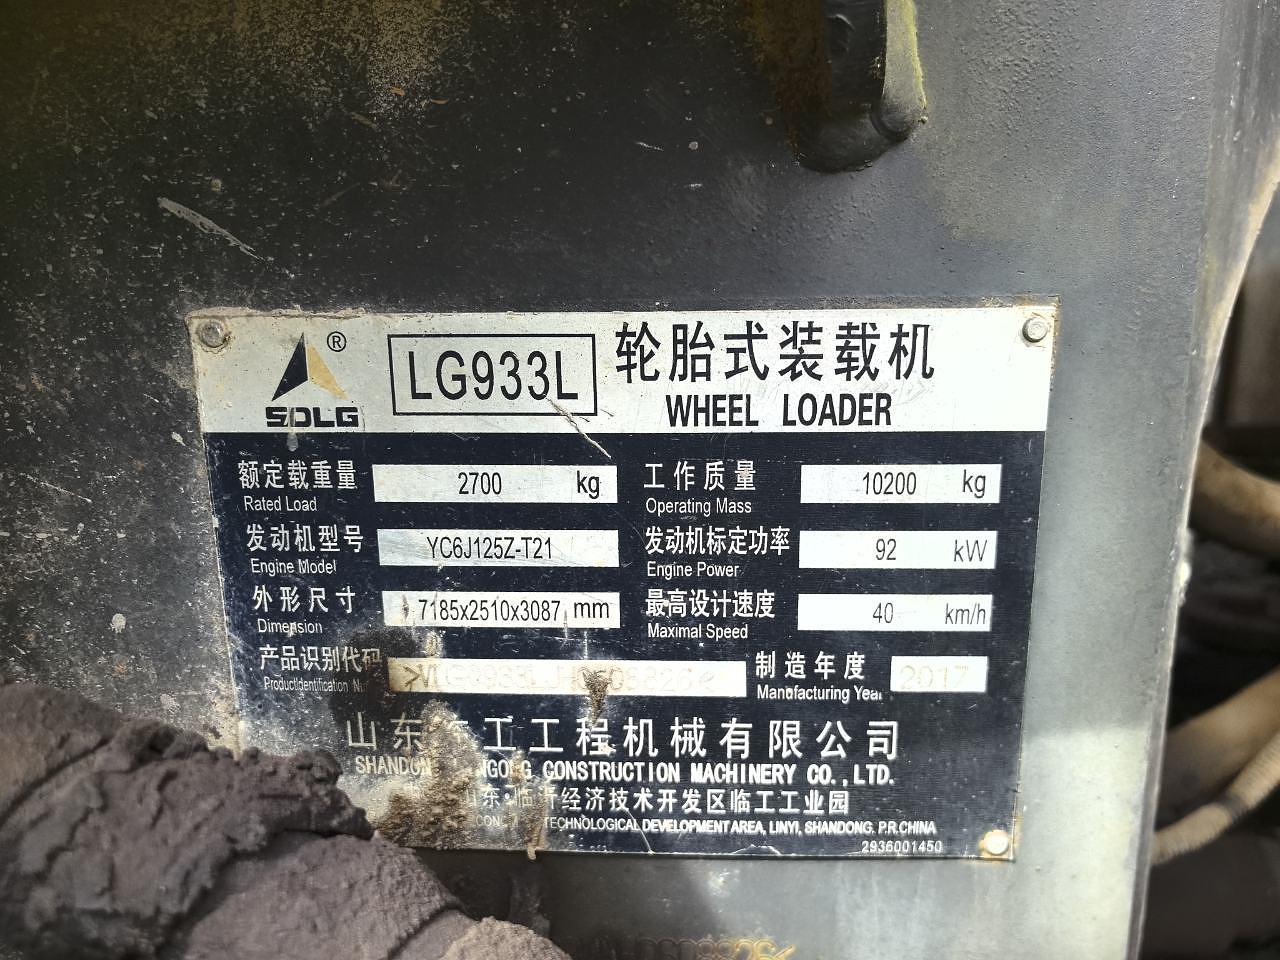 ® LG933L 轮胎式装载机
SDLG WHEEL LOADER
额定载重量 2700 kg 工作质量 10200 kg
Rated Load Operating Mass
发动机型号 YC6J125Z-T21 发动机标定功率 92 kW
Engine Model Engine Power
外形尺寸 7185x2510x3087 mm 最高设计速度 40 km/h
Dimension Maximal Speed
产品识别代码 制造年度 2017
Productidentification Manufacturing Year
山东 工工程机械有限公司
CONSTRUCTION MACHINERY CO.,LTD.
山东·临沂经济技术开发区临工工业园
TECHNOLOGICAL DEVELOPMENT AREA, LINYI, SHANDONG. P.R.CHINA
2936001450